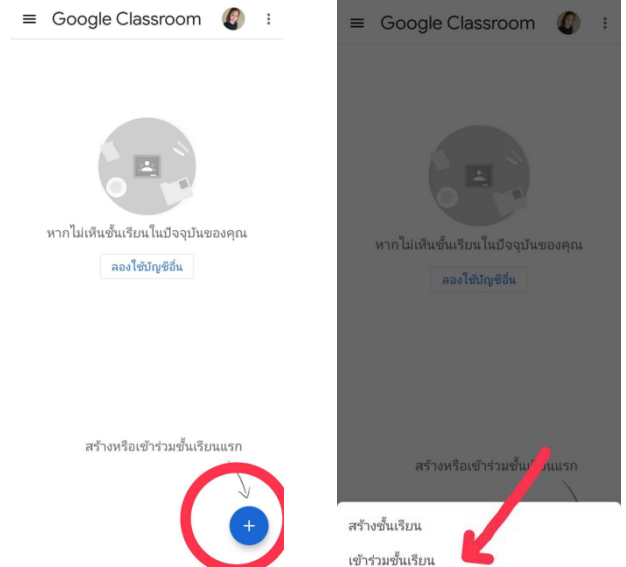 Google Classroom
หากไม่เห็นชั้นเรียนในปัจจุบันของคุณ
ลองใช้บัญชีอื่น
สร้างหรือเข้าร่วมชั้นเรียนแรก
Google Classroom
หากไม่เห็นชั้นเรียนในปัจจุบันของคุณ
ลองใช้บัญชีอื่น
สร้างหรือเข้าร่วมชั้นเรียนแรก
สร้างชั้นเรียน
เข้าร่วมชั้นเรียน